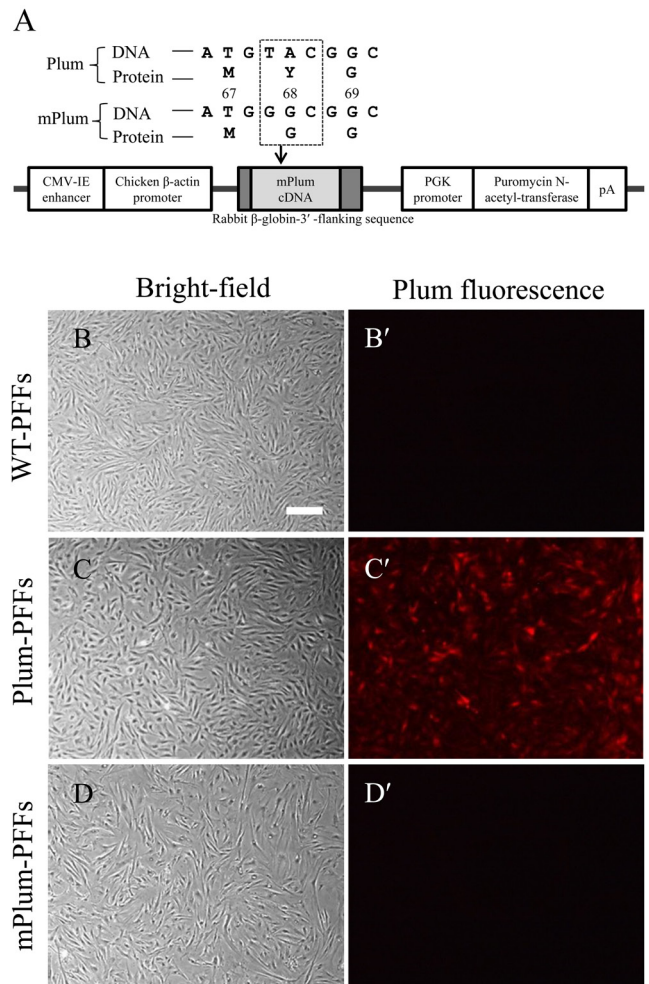 A
Plum DNA A T G T A C G G C
Protein M Y G
67 68 69
mPlum DNA A T G G G C G G C
Protein M G G
CMV-IE enhancer
Chicken β-actin promoter
mPlum cDNA
PGK promoter
Puromycin N-acetyl-transferase
pA
Rabbit β-globin-3′ -flanking sequence
Bright-field Plum fluorescence
WT-PFFs
B B′
Plum-PFFs
C C′
mPlum-PFFs
D D′